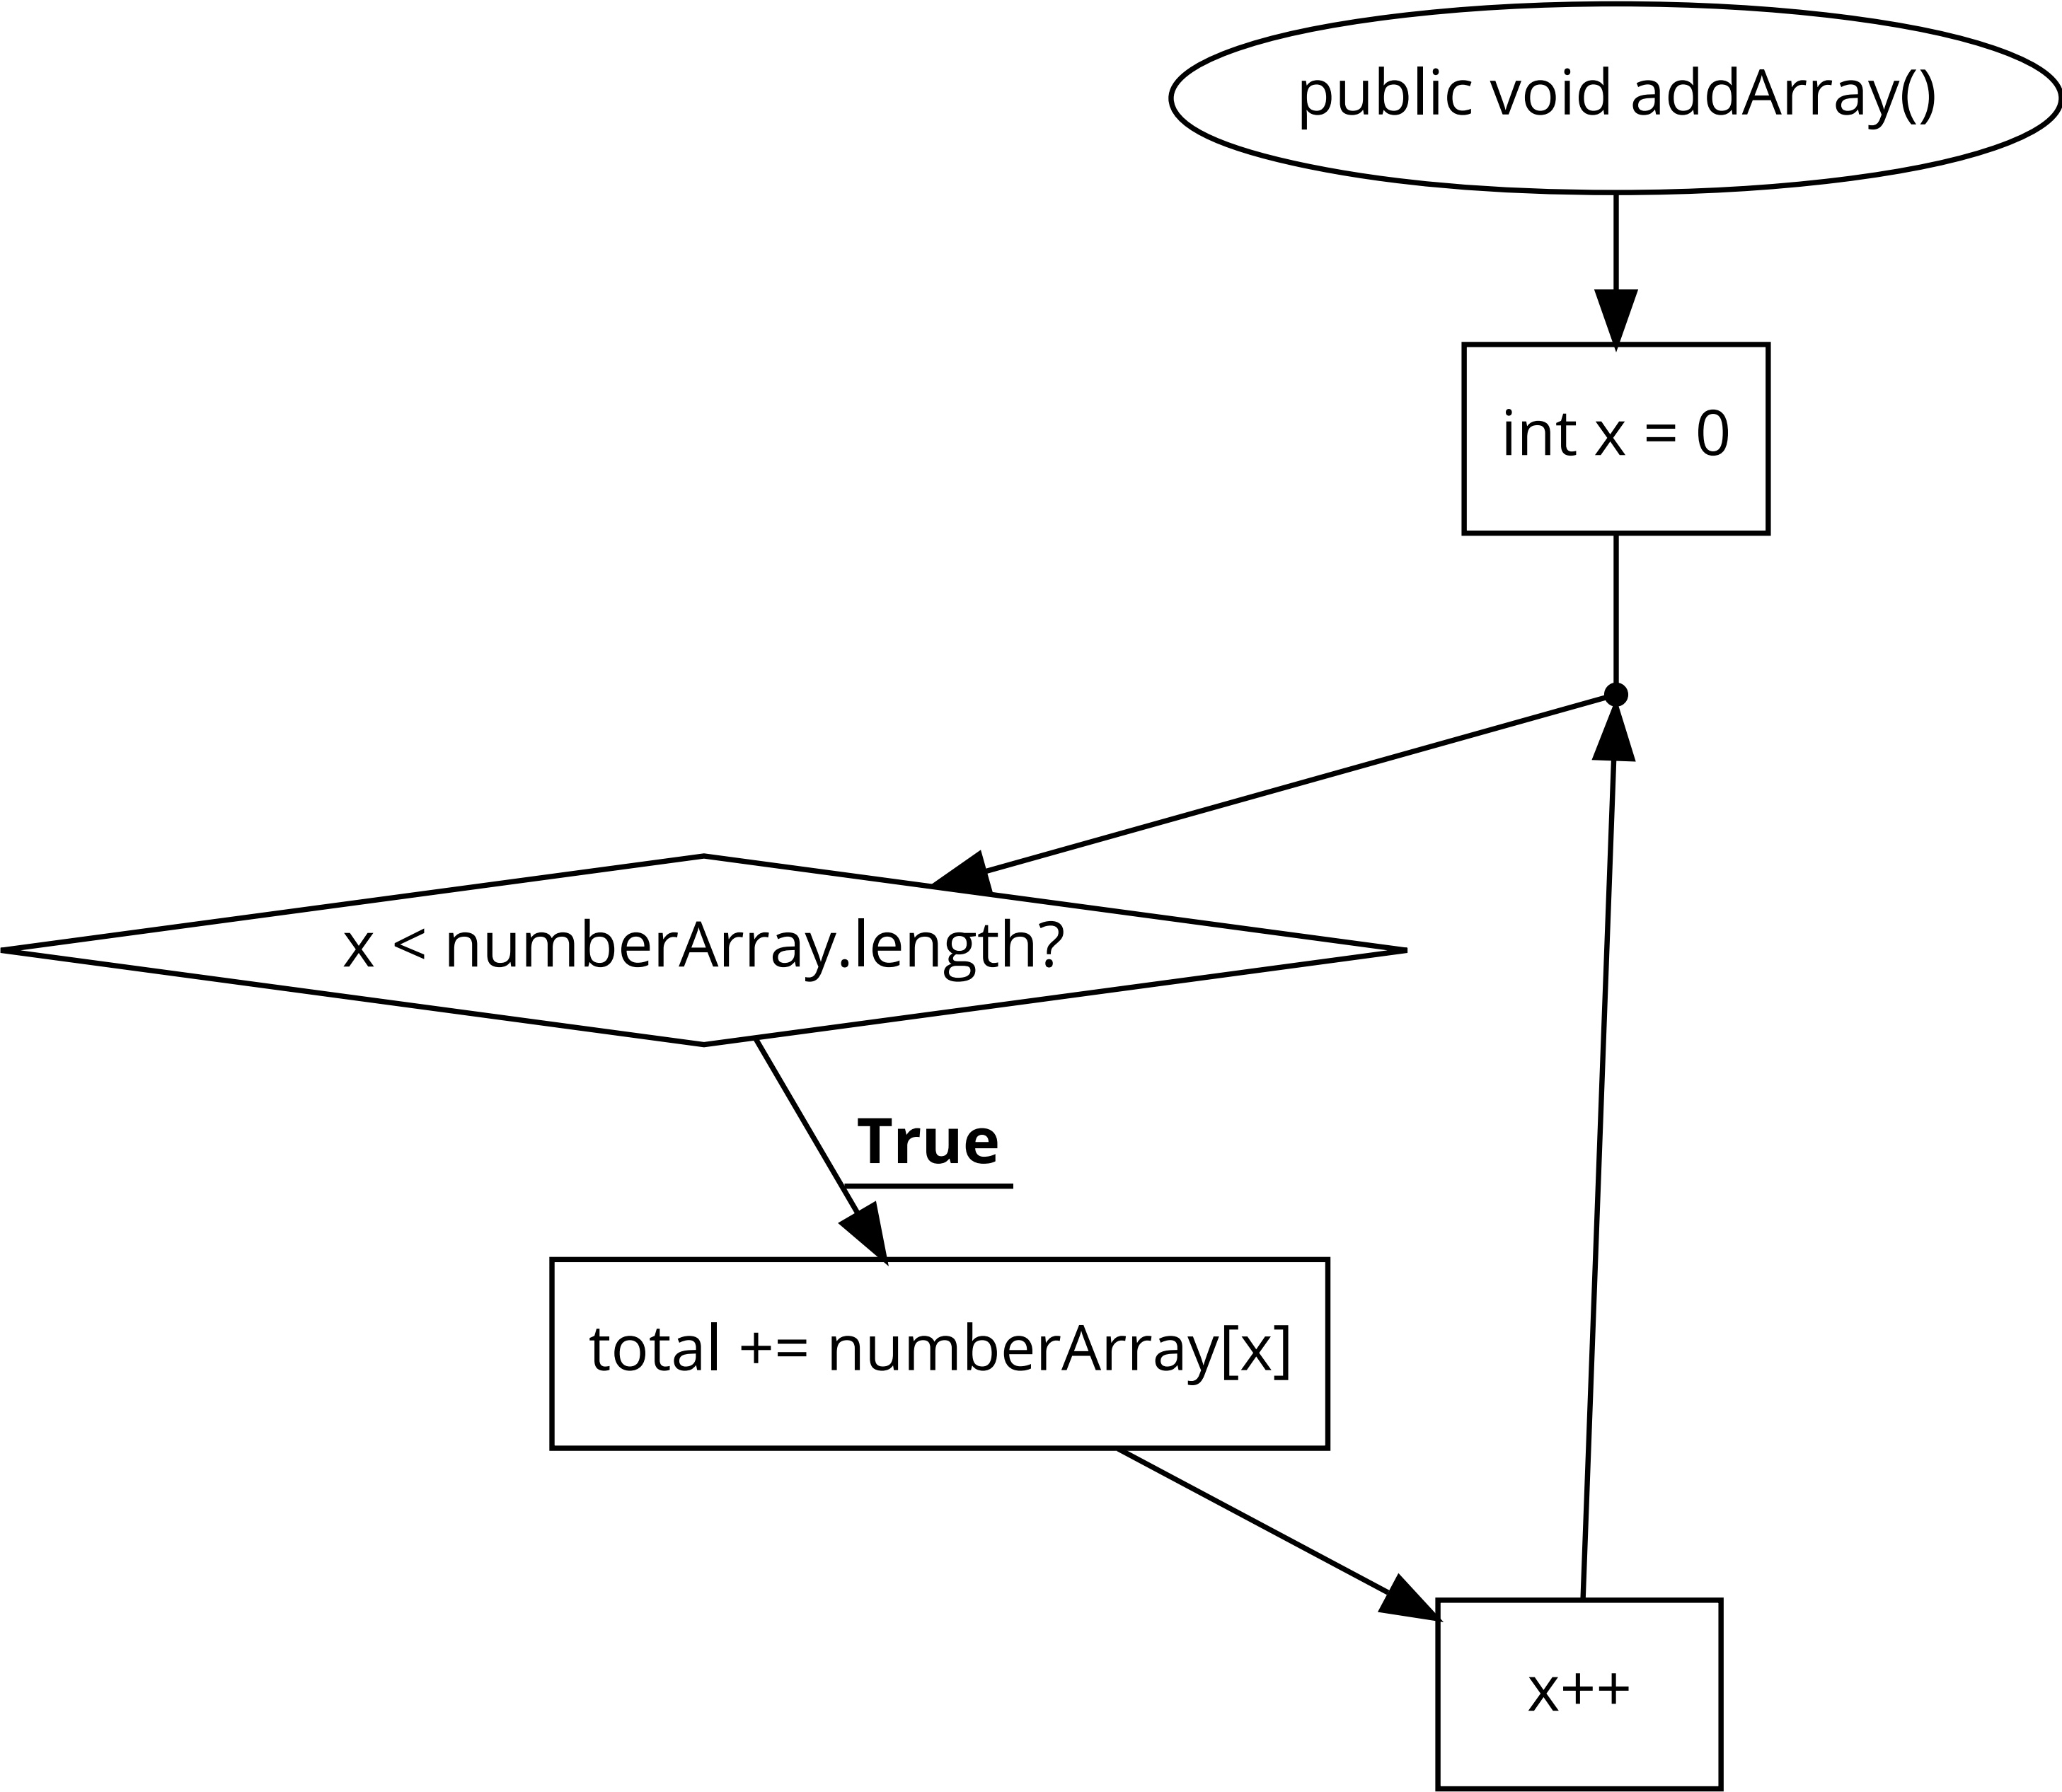 public void addArray()
int x = 0
x < numberArray.length?
True
total += numberArray[x]
x++